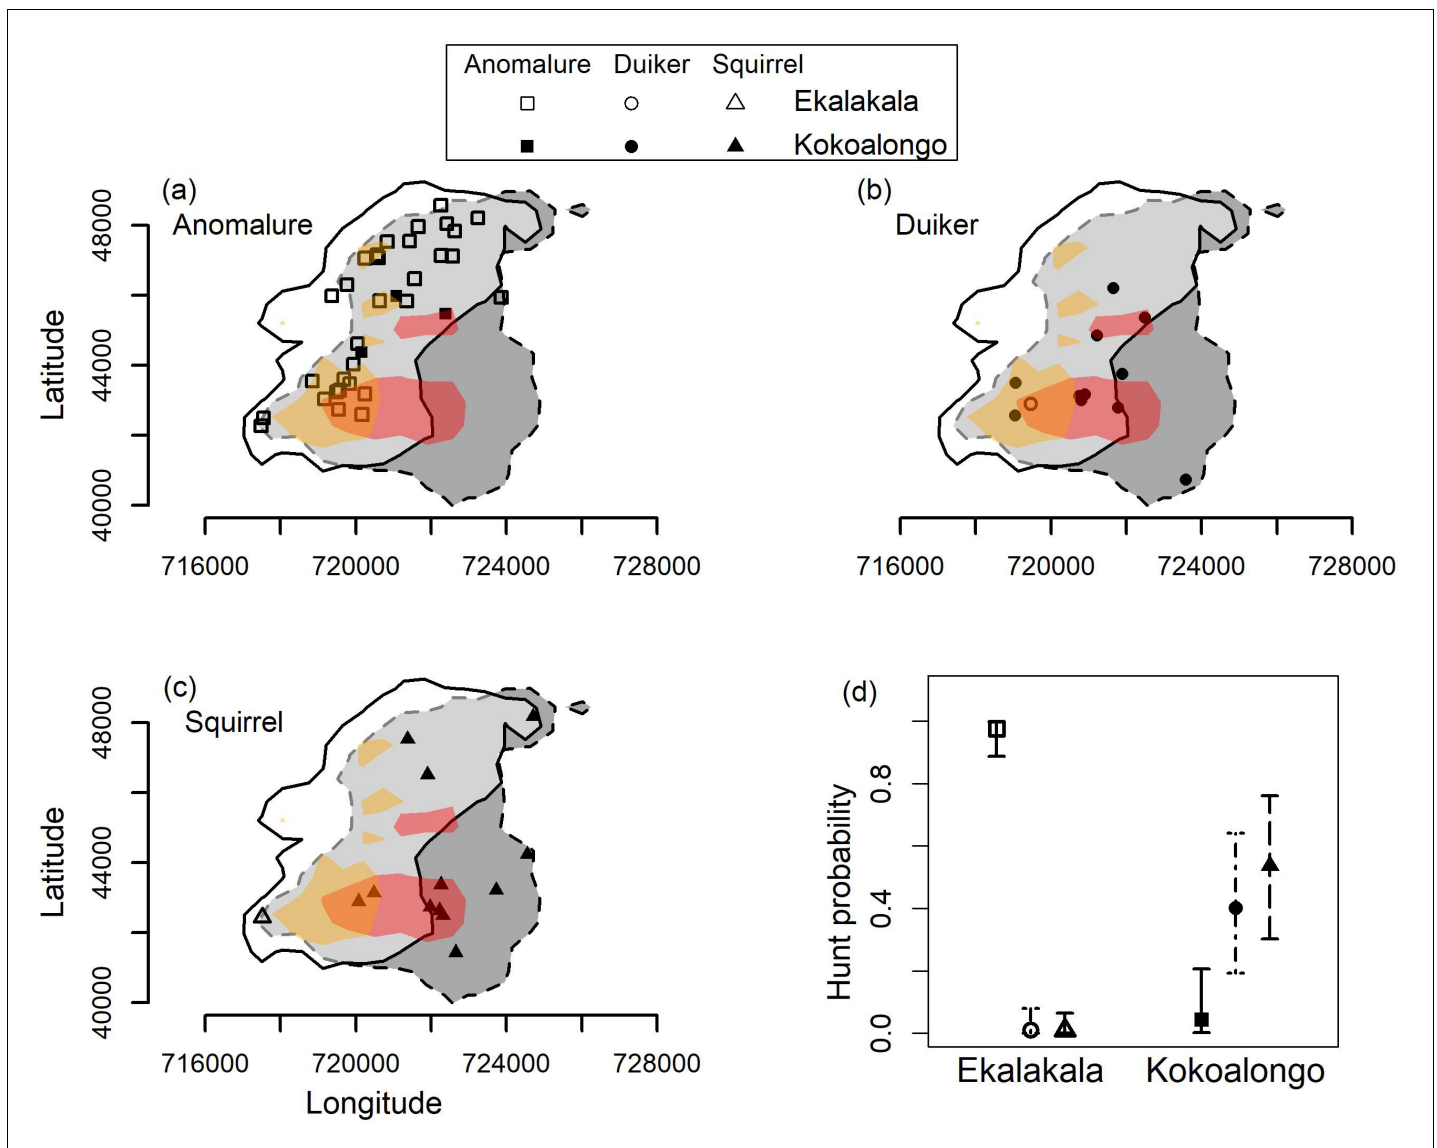 Anomalure Duiker Squirrel
Ekalakala
Kokoalongo
(a)
Anomalure
Latitude
48000
44000
40000
716000 720000 724000 728000
(b)
Duiker
716000 720000 724000 728000
(c)
Squirrel
Latitude
48000
44000
40000
716000 720000 724000 728000
Longitude
(d)
Hunt probability
0.8
0.4
0.0
Ekalakala Kokoalongo